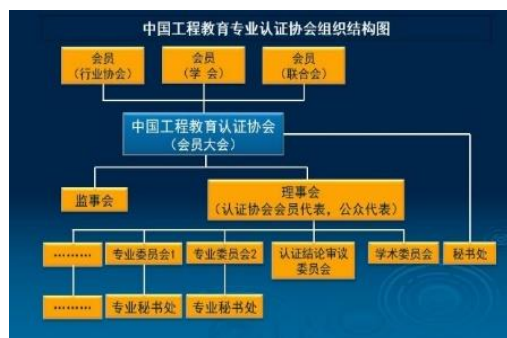 中国工程教育专业认证协会组织结构图
会员
（行业协会）
会员
（学 会）
会员
（联合会）
中国工程教育认证协会
（会员大会）
监事会
理事会
（认证协会会员代表，公众代表）
………
专业委员会1
专业委员会2
认证结论审议
委员会
学术委员会
秘书处
………
专业秘书处
专业秘书处